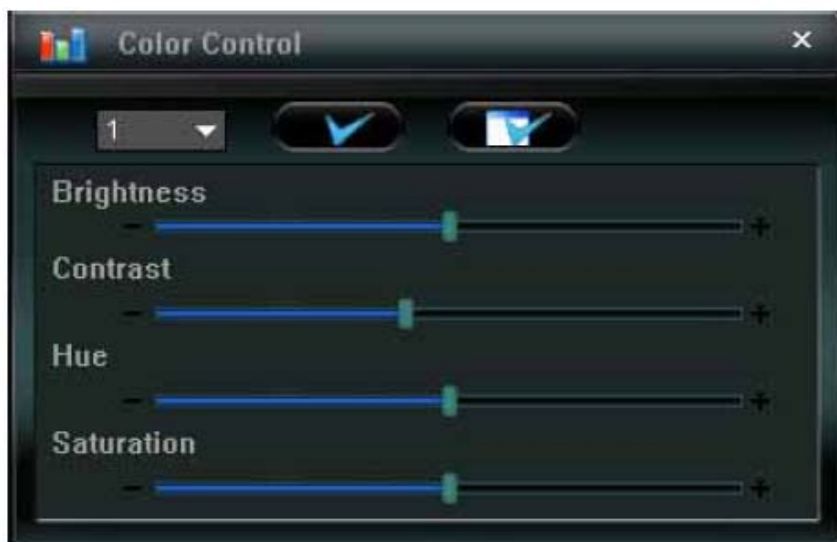 Color Control
1
Brightness
- +
Contrast
- +
Hue
- +
Saturation
- +